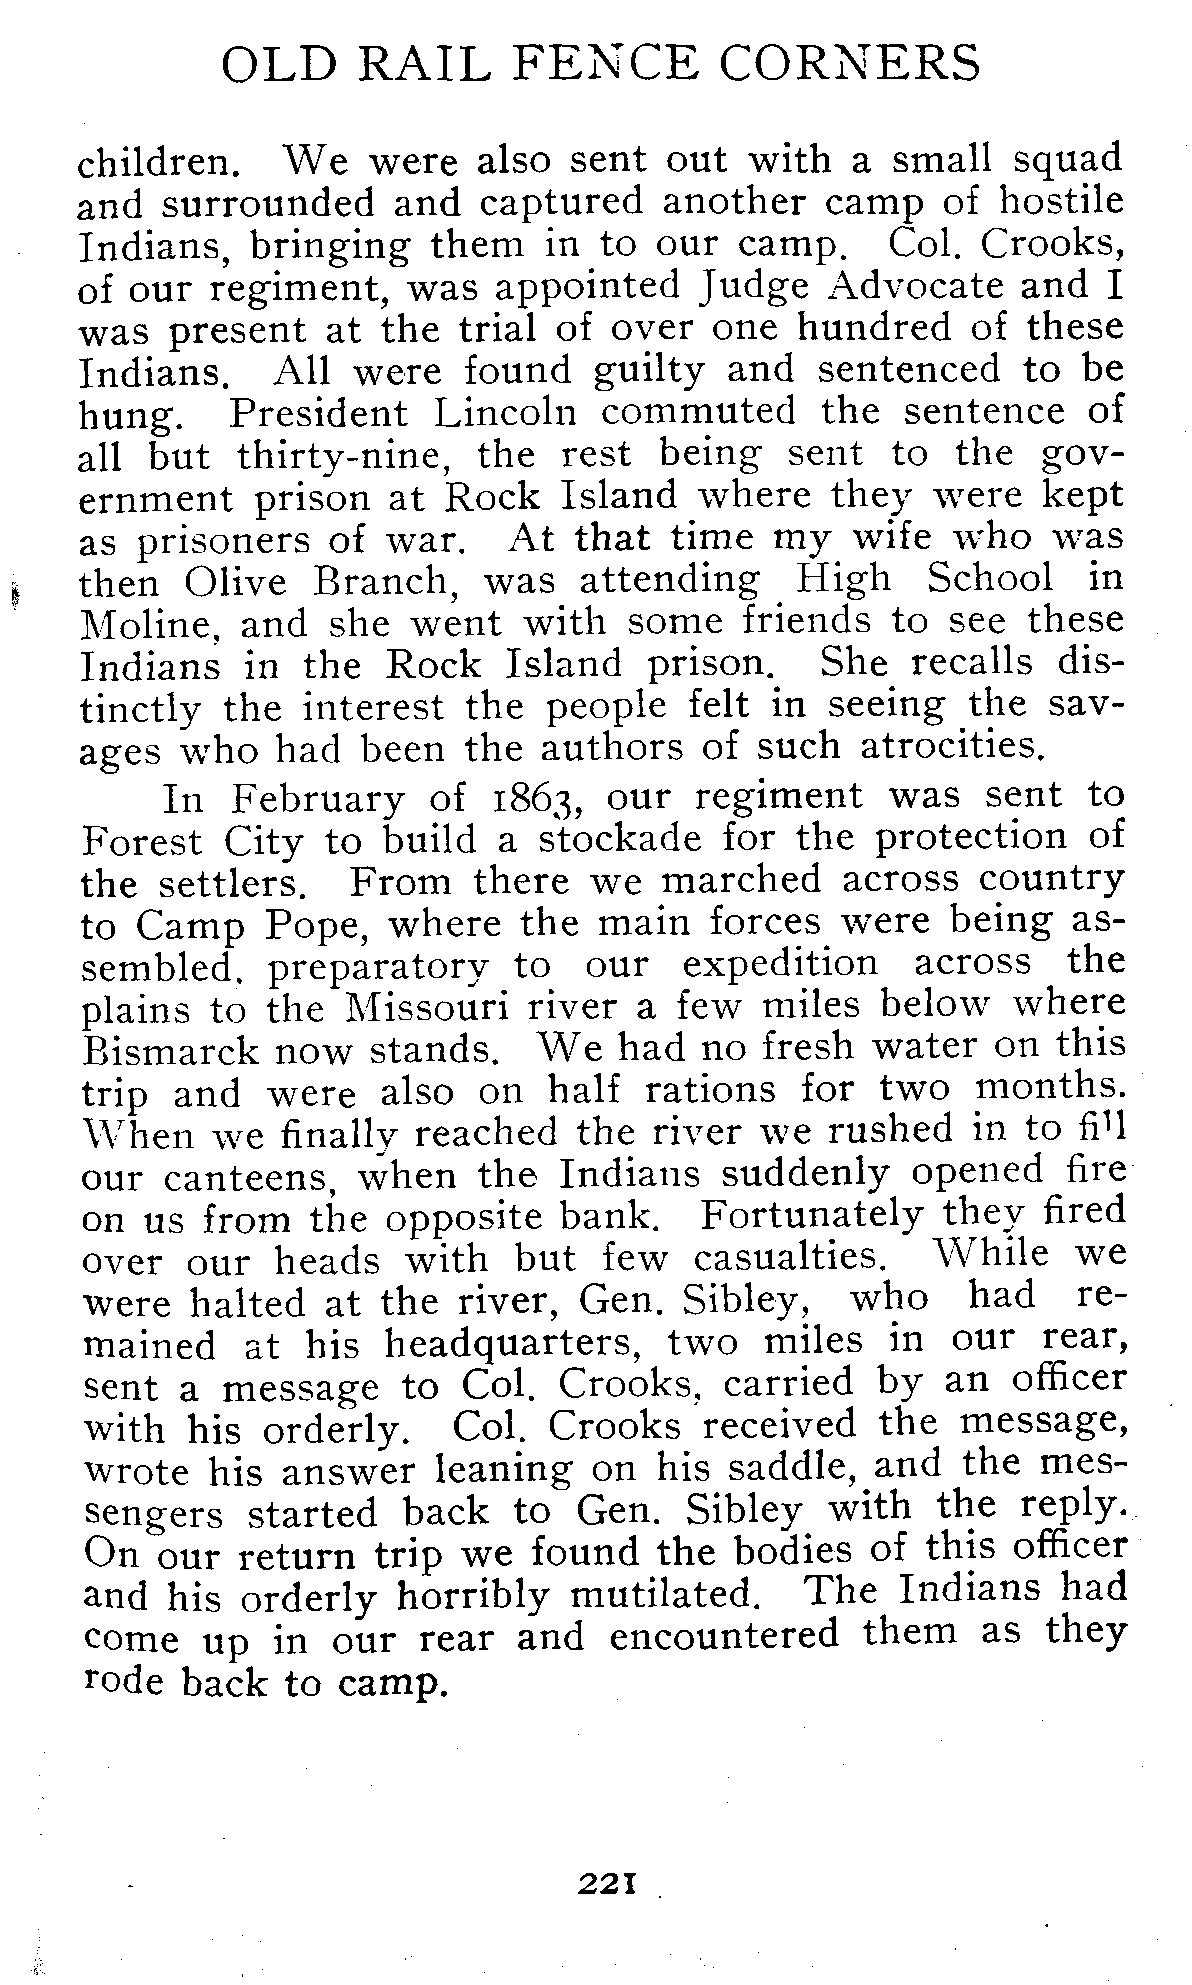 OLD RAIL FENCE CORNERS
children. We were also sent out with a small squad
and surrounded and captured another camp of hostile
Indians, bringing them in to our camp. Col. Crooks,
of our regiment, was appointed Judge Advocate and I
was present at the trial of over one hundred of these
Indians. All were found guilty and sentenced to be
hung. President Lincoln commuted the sentence of
all but thirty-nine, the rest being sent to the gov-
ernment prison at Rock Island where they were kept
as prisoners of war. At that time my wife who was
then Olive Branch, was attending High School in
Moline, and she went with some friends to see these
Indians in the Rock Island prison. She recalls dis-
tinctly the interest the people felt in seeing the sav-
ages who had been the authors of such atrocities.
In February of 1863, our regiment was sent to
Forest City to build a stockade for the protection of
the settlers. From there we marched across country
to Camp Pope, where the main forces were being as-
sembled, preparatory to our expedition across the
plains to the Missouri river a few miles below where
Bismarck now stands. We had no fresh water on this
trip and were also on half rations for two months.
When we finally reached the river we rushed in to fill
our canteens, when the Indians suddenly opened fire
on us from the opposite bank. Fortunately they fired
over our heads with but few casualties. While we
were halted at the river, Gen. Sibley, who had re-
mained at his headquarters, two miles in our rear,
sent a message to Col. Crooks, carried by an officer
with his orderly. Col. Crooks received the message,
wrote his answer leaning on his saddle, and the mes-
sengers started back to Gen. Sibley with the reply.
On our return trip we found the bodies of this officer
and his orderly horribly mutilated. The Indians had
come up in our rear and encountered them as they
rode back to camp.
221